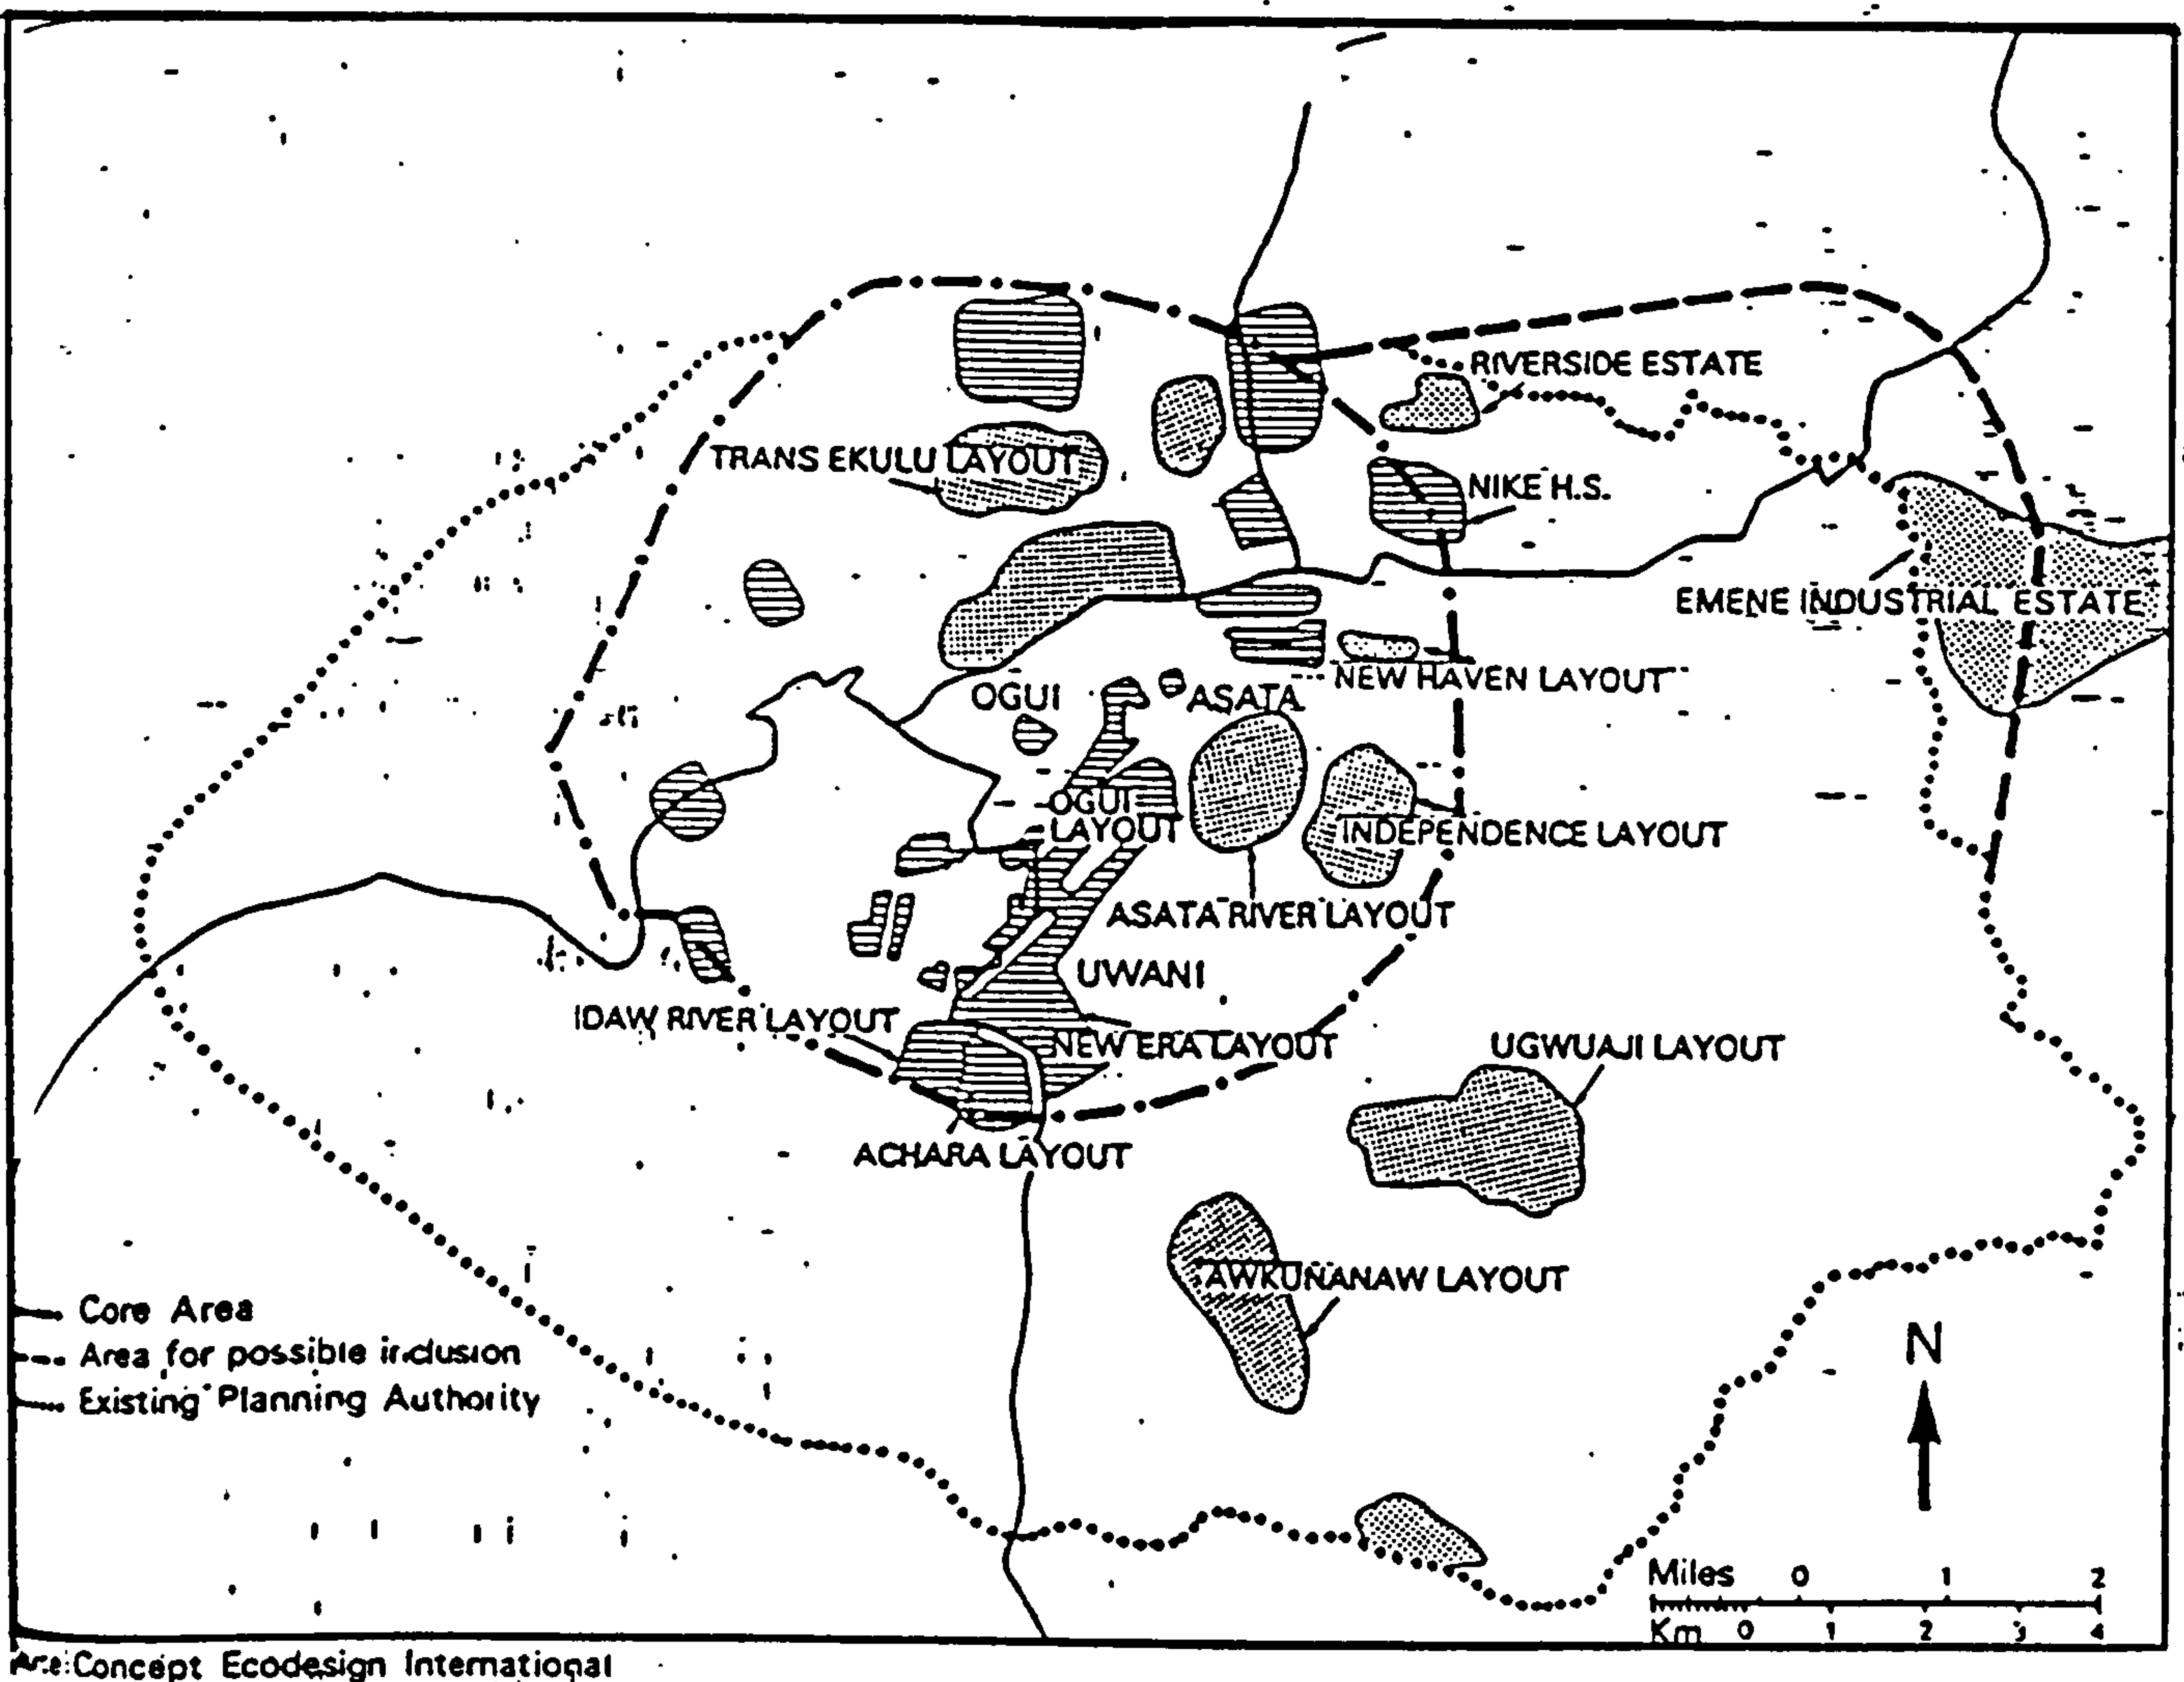 RIVERSIDE ESTATE
TRANS EKULU LAYOUT
NIKE H.S.
EMENE INDUSTRIAL ESTATE
NEW HAVEN LAYOUT
OGUI
ASATA
OGUI
LAYOUT
INDEPENDENCE LAYOUT
ASATA RIVER LAYOUT
UWANI
IDAW RIVER LAYOUT
NEW ERA LAYOUT
UGWUAJI LAYOUT
ACHARA LAYOUT
AWKUNANAW LAYOUT
Core Area
Area for possible inclusion
Existing Planning Authority
N
Miles 0 1 2
Km 0 1 2 3 4
Concept Ecodesign International